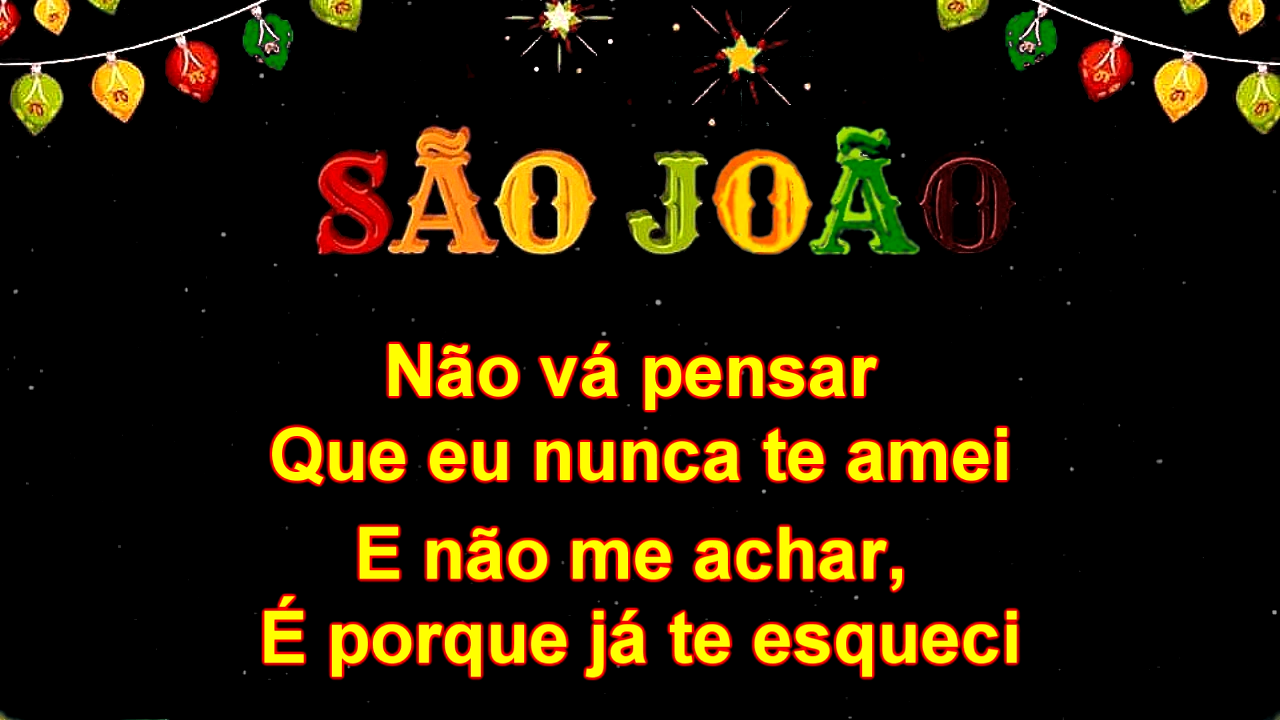 SÃO JOÃO
Não vá pensar
Que eu nunca te amei
E não me achar,
É porque já te esqueci